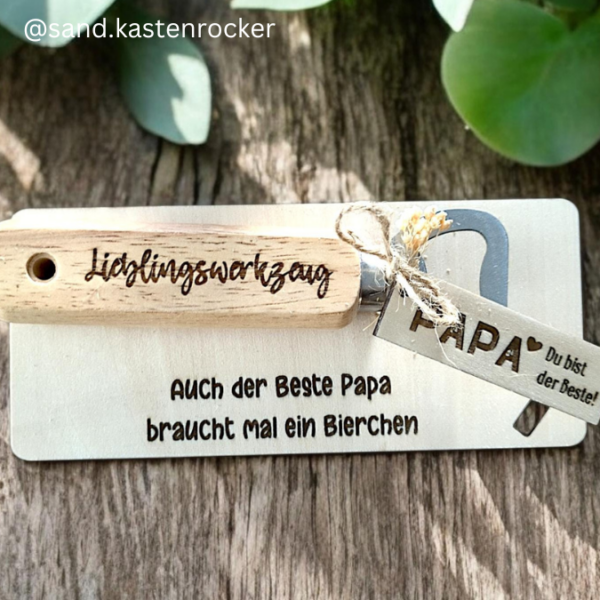 @sand.kastenrocker
Lieblingswerkzeug
PAPA
Du bist
der Beste!
Auch der Beste Papa
braucht mal ein Bierchen